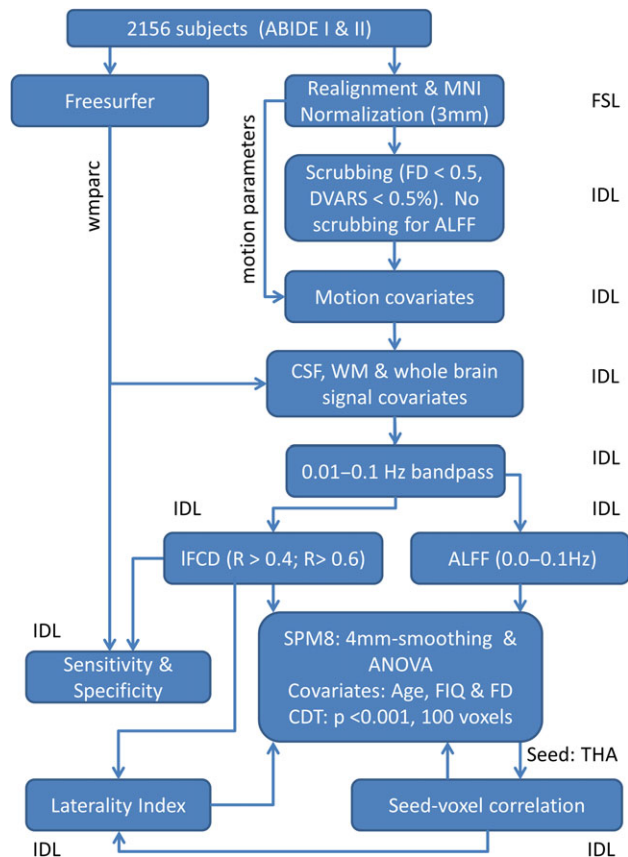 2156 subjects (ABIDE I & II)
Freesurfer
Realignment & MNI
Normalization (3mm)
FSL
wmparc
motion parameters
Scrubbing (FD < 0.5,
DVARS < 0.5%). No
scrubbing for ALFF
IDL
Motion covariates
IDL
CSF, WM & whole brain
signal covariates
IDL
0.01–0.1 Hz bandpass
IDL
IDL
IDL
lFCD (R > 0.4; R> 0.6)
ALFF (0.0–0.1Hz)
IDL
Sensitivity &
Specificity
SPM8: 4mm-smoothing &
ANOVA
Covariates: Age, FIQ & FD
CDT: p <0.001, 100 voxels
Seed: THA
Laterality Index
Seed-voxel correlation
IDL
IDL